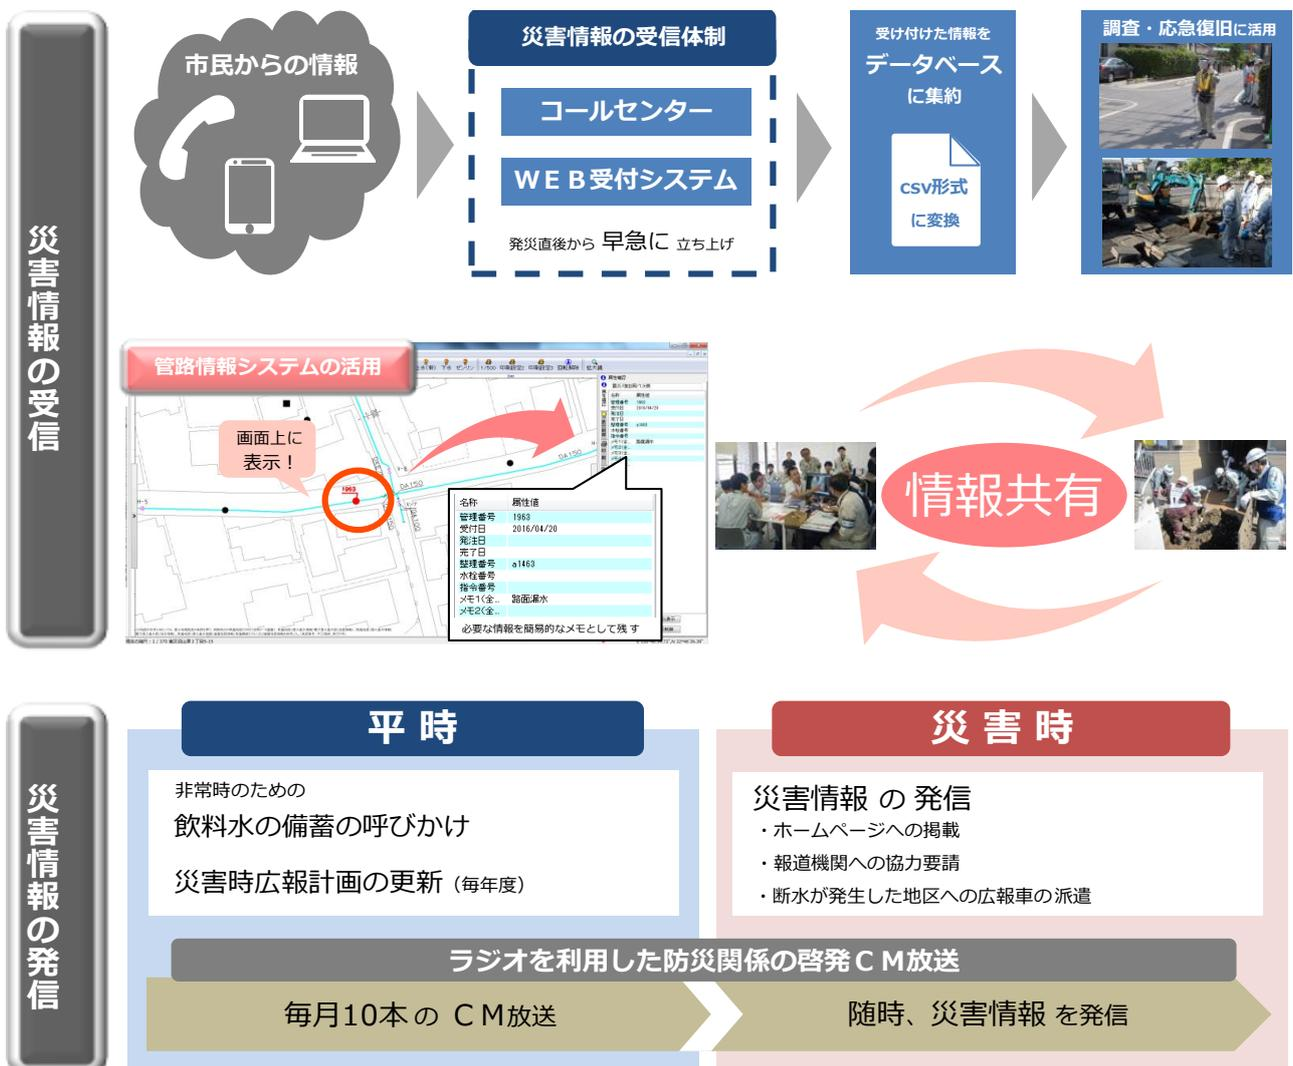 災害情報の受信
市民からの情報
災害情報の受信体制
コールセンター
ＷＥＢ受付システム
発災直後から 早急に 立ち上げ
受け付けた情報を
データベース
に集約
csv形式
に変換
調査・応急復旧に活用
管路情報システムの活用
画面上に
表示！
1963
DA150
DA150
名称 属性値
管理番号 1963
受付日 2016/04/20
発注日
完了日
整理番号 a1463
水栓番号
指令番号
メモ1(全... 路面漏水
メモ2(全...
必要な情報を簡易的なメモとして残す
情報共有
災害情報の発信
平時
非常時のための
飲料水の備蓄の呼びかけ
災害時広報計画の更新（毎年度）
災害時
災害情報 の 発信
・ホームページへの掲載
・報道機関への協力要請
・断水が発生した地区への広報車の派遣
ラジオを利用した防災関係の啓発ＣＭ放送
毎月10本の ＣＭ放送
随時、災害情報 を発信